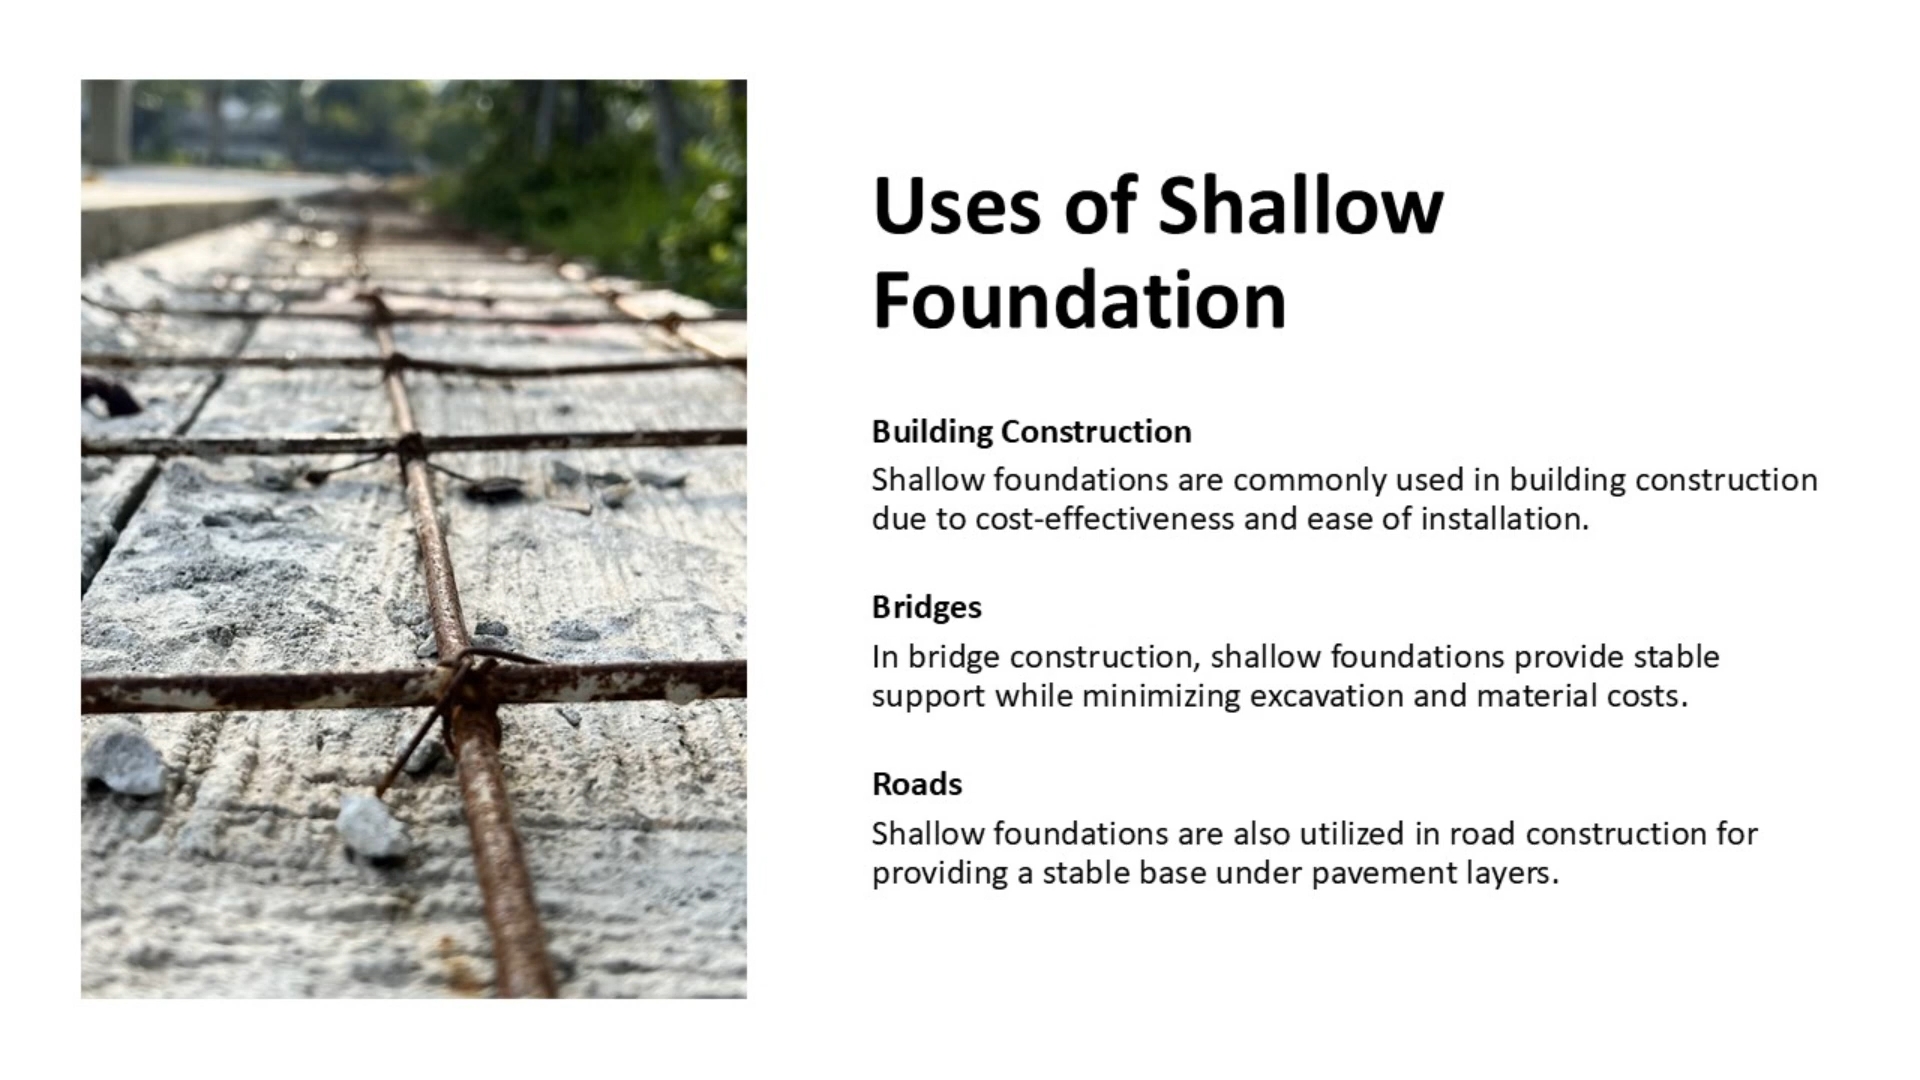 Uses of Shallow
Foundation
Building Construction
Shallow foundations are commonly used in building construction
due to cost-effectiveness and ease of installation.
Bridges
In bridge construction, shallow foundations provide stable
support while minimizing excavation and material costs.
Roads
Shallow foundations are also utilized in road construction for
providing a stable base under pavement layers.